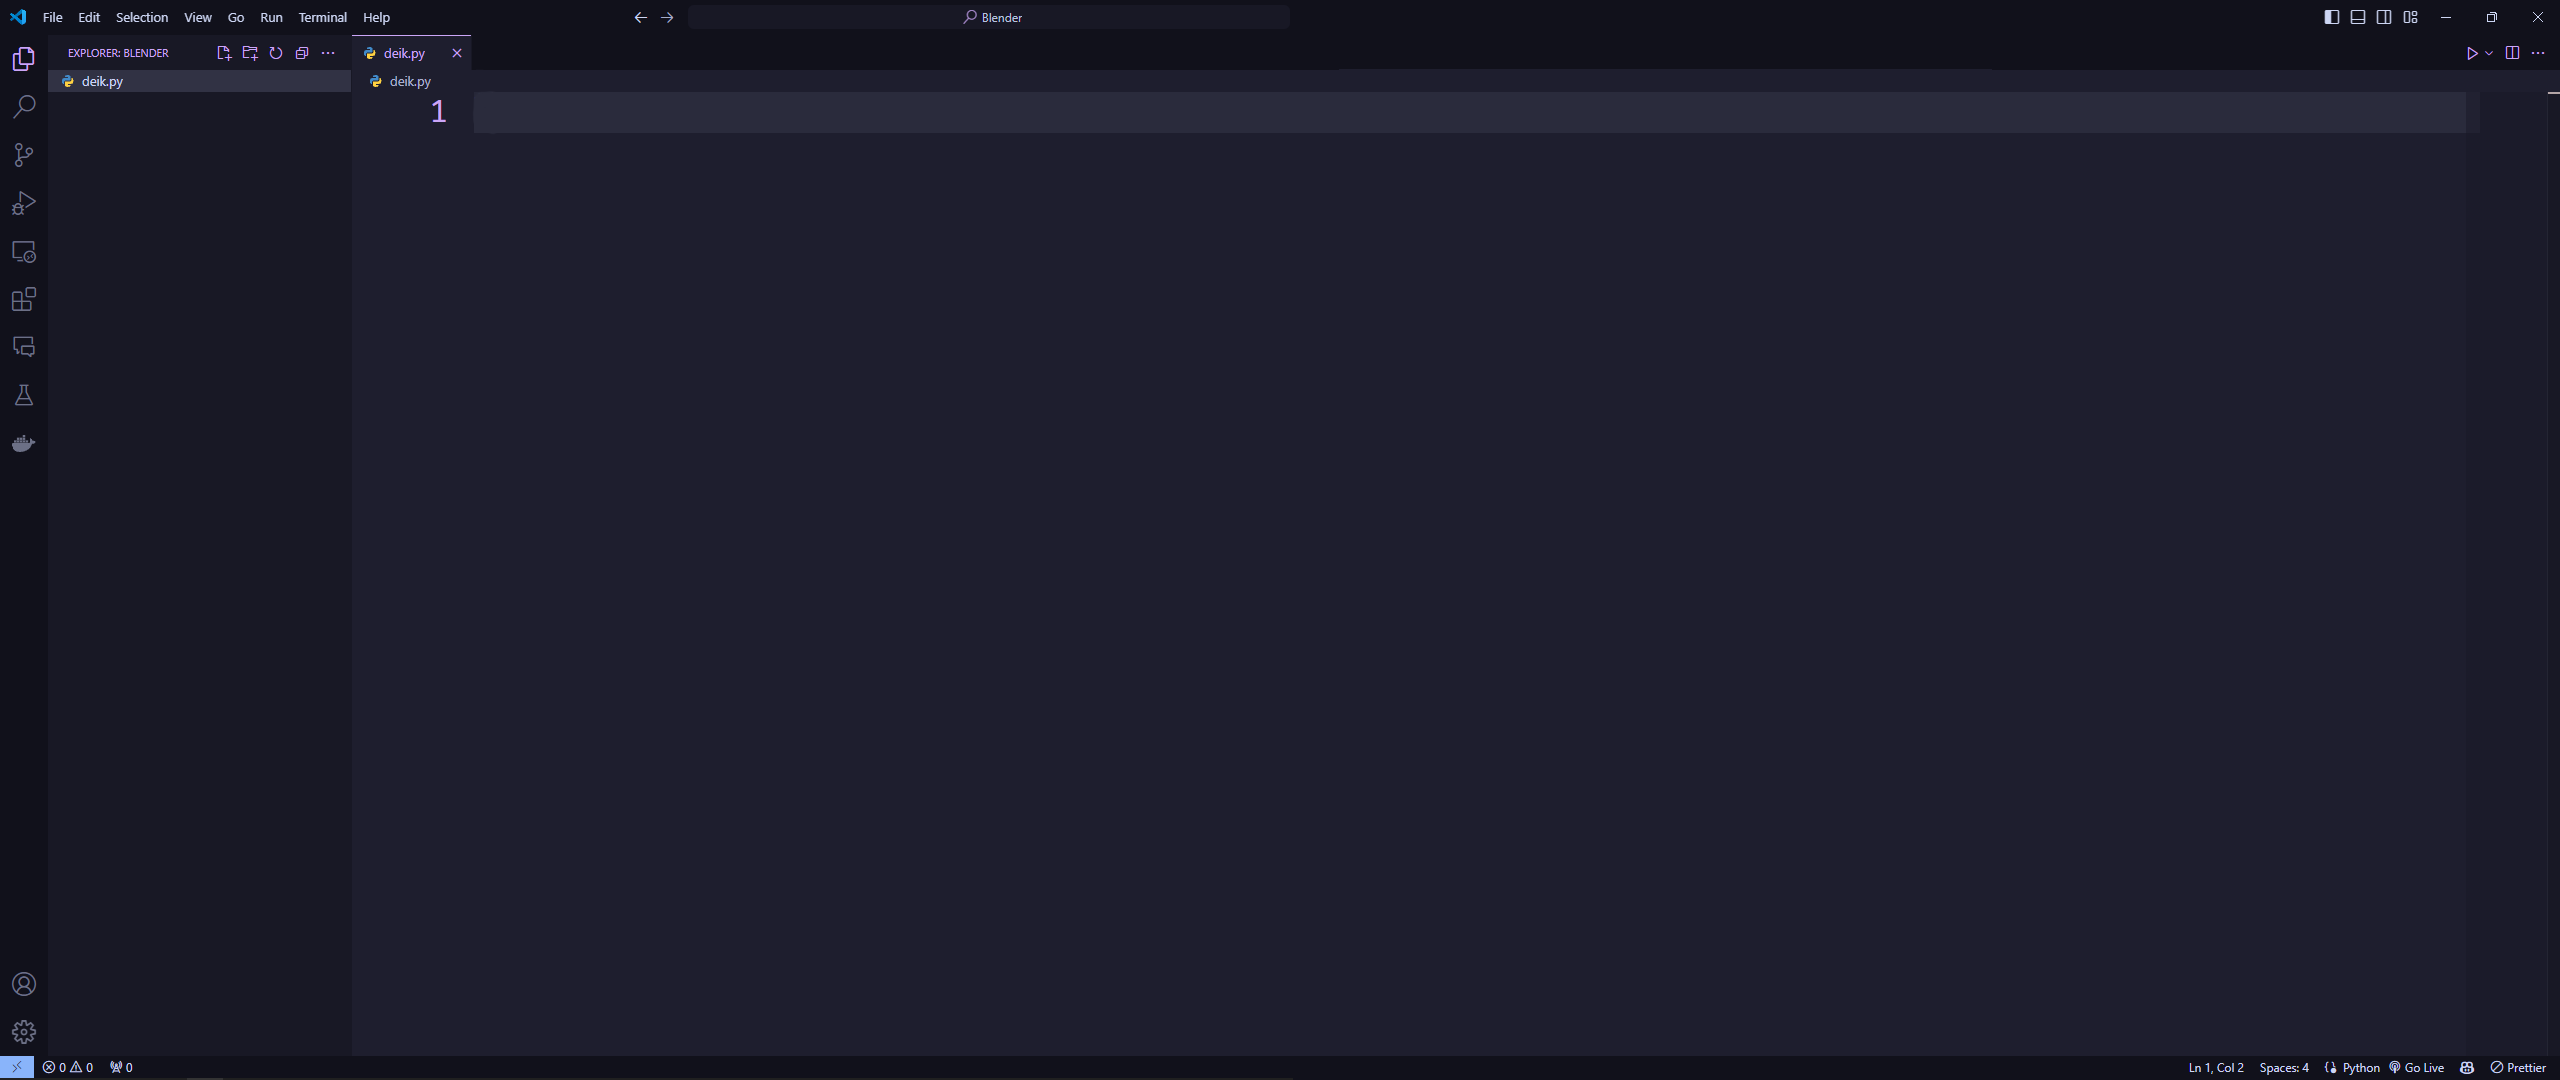 File Edit Selection View Go Run Terminal Help
Blender
EXPLORER: BLENDER
deik.py
deik.py
deik.py
1
0 0 0
Ln 1, Col 2 Spaces: 4 Python Go Live Prettier